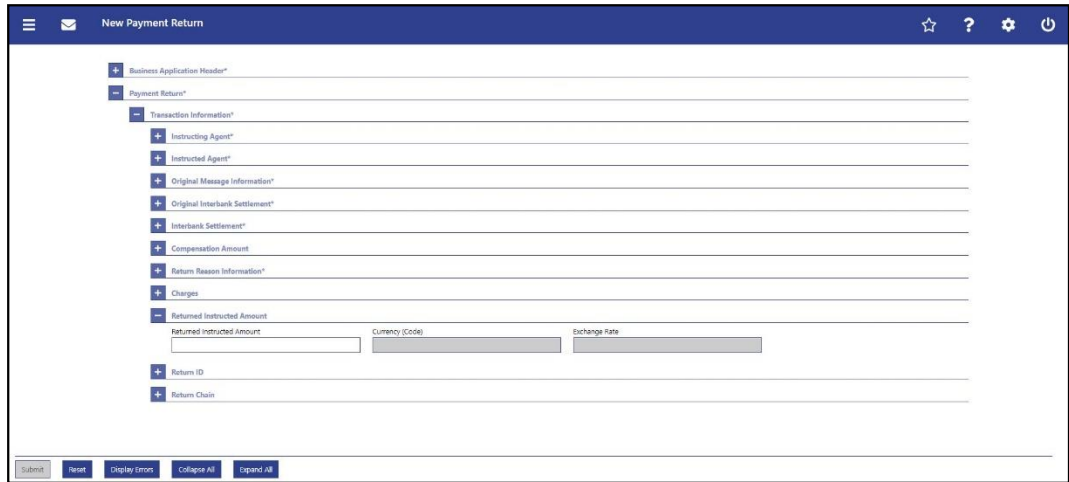 New Payment Return
?
+ Business Application Header*
− Payment Return*
− Transaction Information*
+ Instructing Agent*
+ Instructed Agent*
+ Original Message Information*
+ Original Interbank Settlement*
+ Interbank Settlement*
+ Compensation Amount
+ Return Reason Information*
+ Charges
− Returned Instructed Amount
Returned Instructed Amount Currency (Code) Exchange Rate
+ Return ID
+ Return Chain
Submit Reset Display Errors Collapse All Expand All